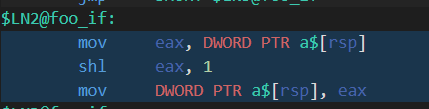 $LN2@foo_if:
mov eax, DWORD PTR a$[rsp]
shl eax, 1
mov DWORD PTR a$[rsp], eax